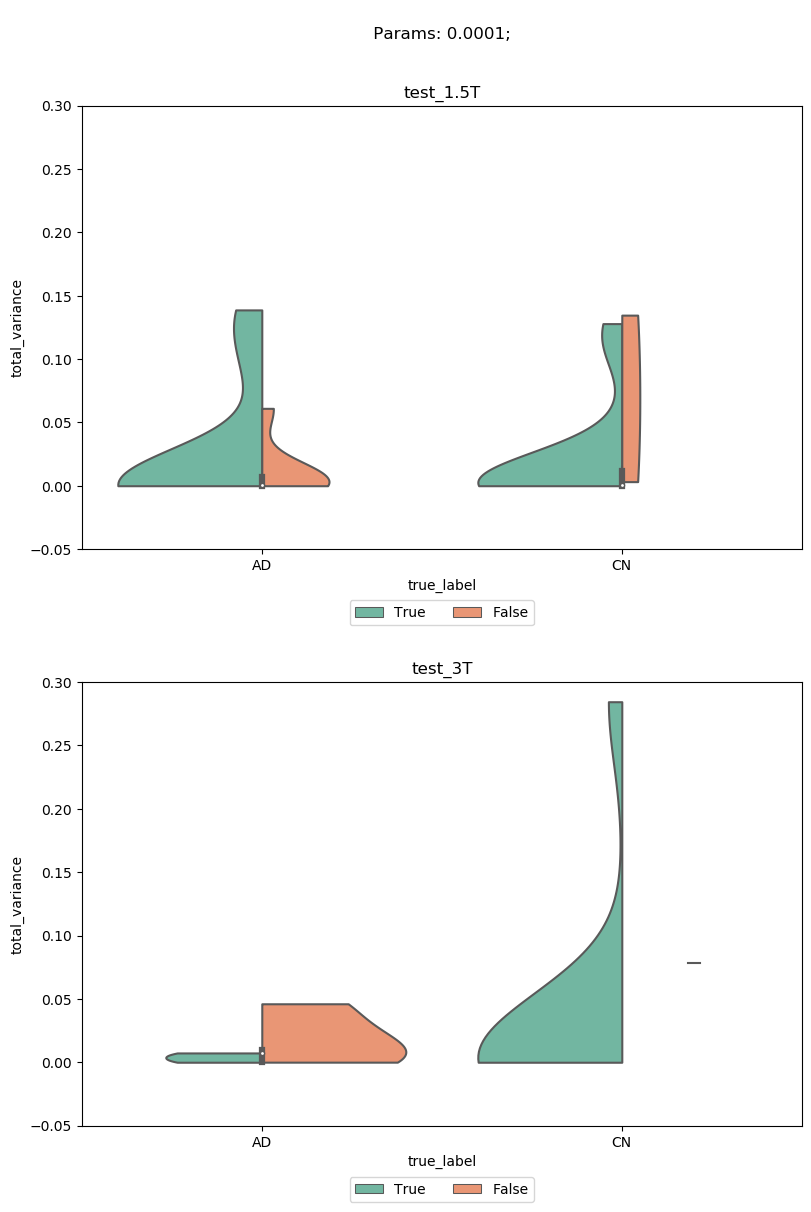 Params: 0.0001;
test_1.5T
0.30
0.25
0.20
0.15
0.10
0.05
0.00
−0.05
total_variance
AD CN
true_label
True False
test_3T
0.30
0.25
0.20
0.15
0.10
0.05
0.00
−0.05
total_variance
AD CN
true_label
True False